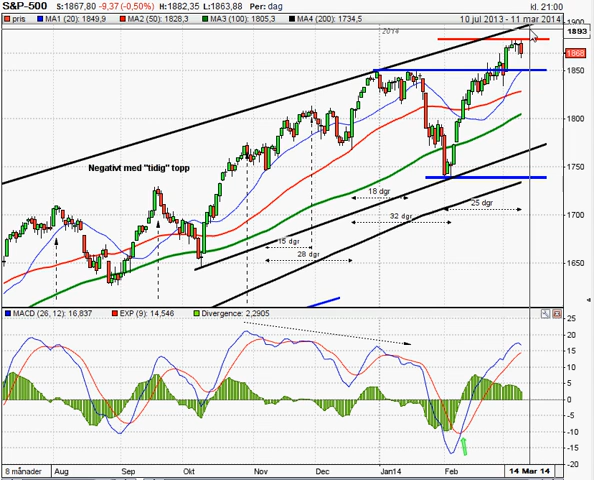 S&P-500 S:1867,80 -9,37 (-0,50%) H:1882,35 L:1863,88 Per: dag kl. 21:00
pris MA1 (20): 1849,9 MA2 (50): 1828,3 MA3 (100): 1805,3 MA4 (200): 1734,5 10 jul 2013 - 11 mar 2014
1900
2014
1893
1868
1850
1800
Negativt med "tidig" topp
1750
18 dgr
25 dgr
1700
32 dgr
15 dgr
28 dgr
1650
MACD (26, 12): 16,837 EXP (9): 14,546 Divergence: 2,2905
25
20
15
10
5
0
-5
-10
-15
-20
8 månader Aug Sep Okt Nov Dec Jan14 Feb 14 Mar 14